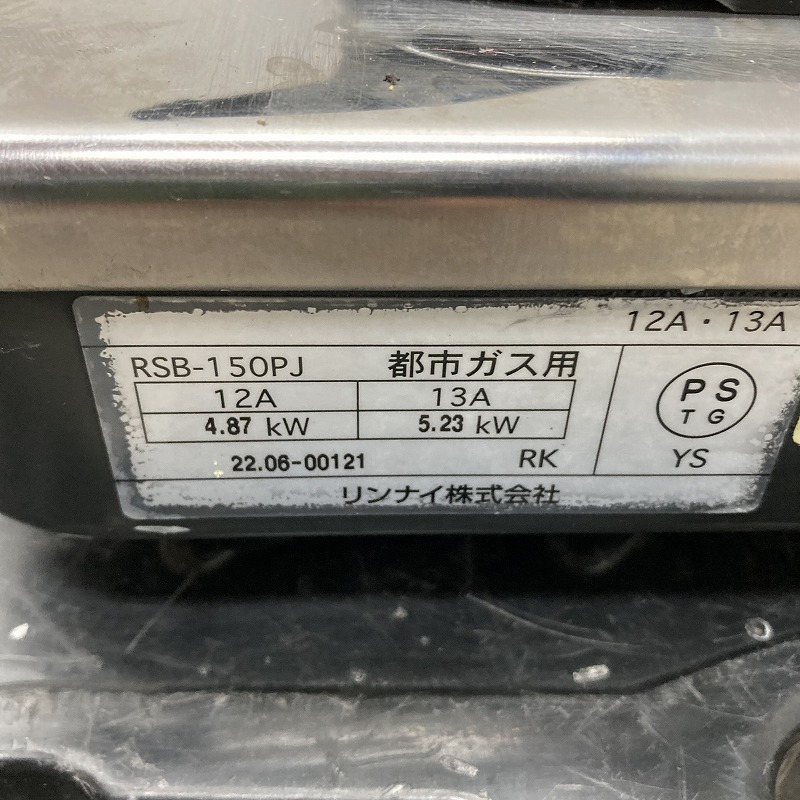 12A・13A
RSB-150PJ 都市ガス用
12A 13A
4.87 kW 5.23 kW
PS
TG
22.06-00121 RK YS
リンナイ株式会社